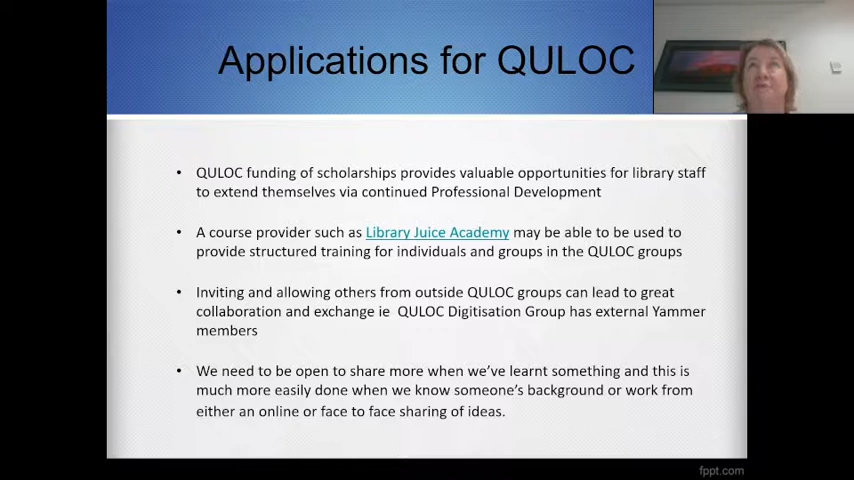 Applications for QULOC
• QULOC funding of scholarships provides valuable opportunities for library staff
to extend themselves via continued Professional Development
• A course provider such as Library Juice Academy may be able to be used to
provide structured training for individuals and groups in the QULOC groups
• Inviting and allowing others from outside QULOC groups can lead to great
collaboration and exchange ie  QULOC Digitisation Group has external Yammer
members
• We need to be open to share more when we've learnt something and this is
much more easily done when we know someone's background or work from
either an online or face to face sharing of ideas.
fppt.com